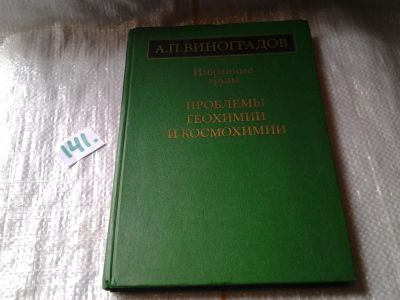 А.П.ВИНОГРАДОВ
Избранные
труды
ПРОБЛЕМЫ
ГЕОХИМИИ
И КОСМОХИМИИ
141.